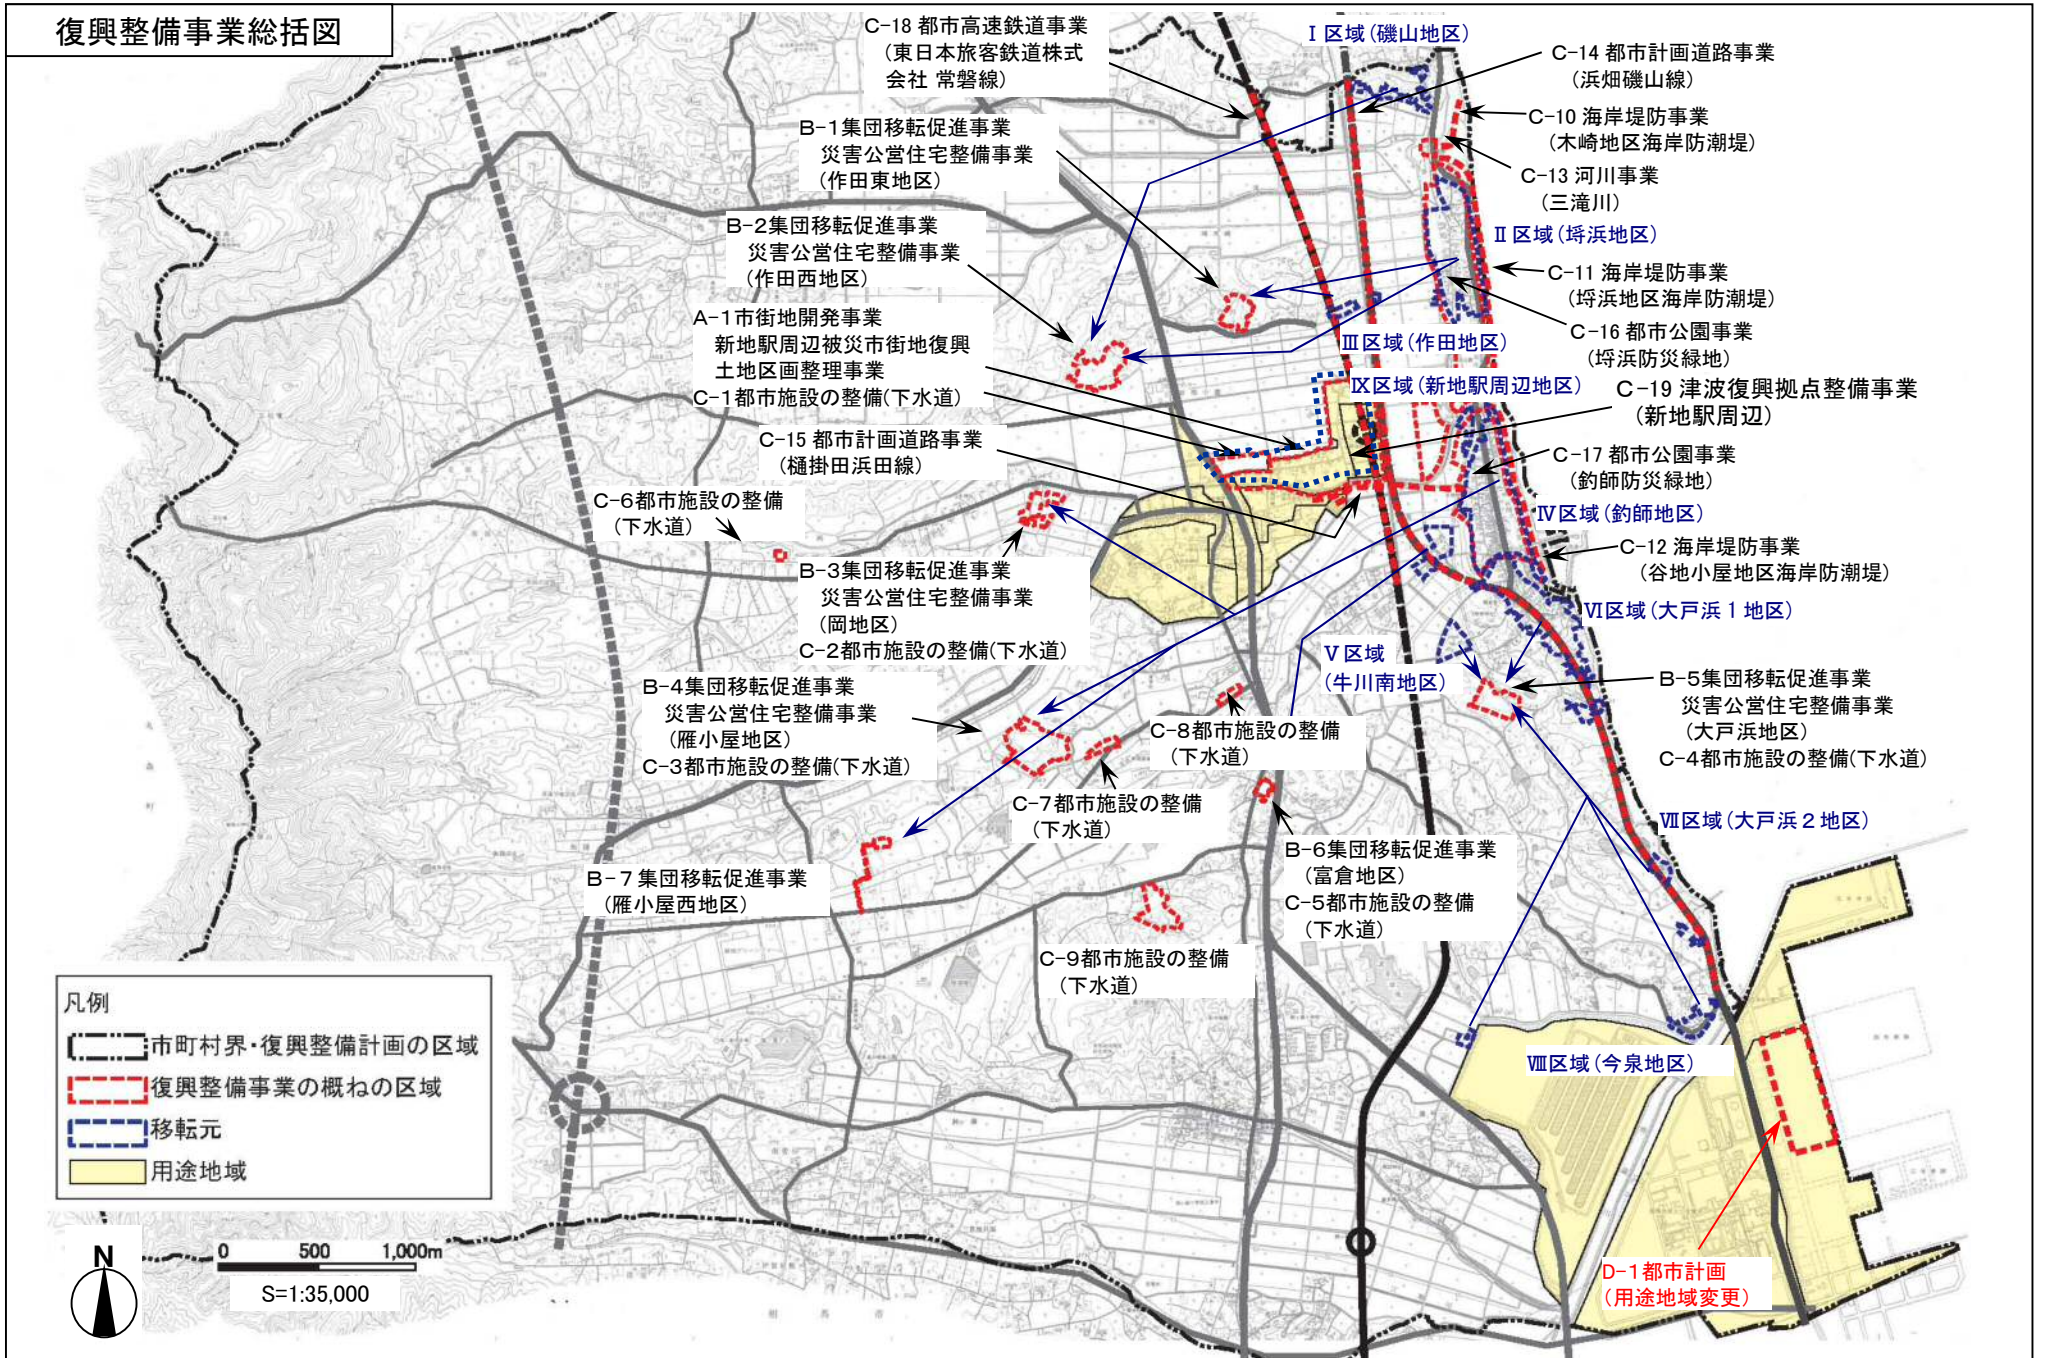 復興整備事業総括図
C-18 都市高速鉄道事業
(東日本旅客鉄道株式
会社 常磐線)
Ⅰ区域(磯山地区)
C-14 都市計画道路事業
(浜畑磯山線)
C-10 海岸堤防事業
(木崎地区海岸防潮堤)
C-13 河川事業
(三滝川)
B-1集団移転促進事業
災害公営住宅整備事業
(作田東地区)
B-2集団移転促進事業
災害公営住宅整備事業
(作田西地区)
Ⅱ区域(埒浜地区)
C-11 海岸堤防事業
(埒浜地区海岸防潮堤)
C-16 都市公園事業
(埒浜防災緑地)
A-1市街地開発事業
新地駅周辺被災市街地復興
土地区画整理事業
C-1都市施設の整備(下水道)
Ⅲ区域(作田地区)
Ⅸ区域(新地駅周辺地区)
C-19 津波復興拠点整備事業
(新地駅周辺)
C-15 都市計画道路事業
(樋掛田浜田線)
C-17 都市公園事業
(釣師防災緑地)
C-6都市施設の整備
(下水道)
Ⅳ区域(釣師地区)
C-12 海岸堤防事業
(谷地小屋地区海岸防潮堤)
B-3集団移転促進事業
災害公営住宅整備事業
(岡地区)
C-2都市施設の整備(下水道)
Ⅵ区域(大戸浜1地区)
Ⅴ区域
(牛川南地区)
B-4集団移転促進事業
災害公営住宅整備事業
(雁小屋地区)
C-3都市施設の整備(下水道)
B-5集団移転促進事業
災害公営住宅整備事業
(大戸浜地区)
C-4都市施設の整備(下水道)
C-8都市施設の整備
(下水道)
C-7都市施設の整備
(下水道)
Ⅶ区域(大戸浜2地区)
B-7集団移転促進事業
(雁小屋西地区)
B-6集団移転促進事業
(富倉地区)
C-5都市施設の整備
(下水道)
C-9都市施設の整備
(下水道)
Ⅷ区域(今泉地区)
D-1都市計画
(用途地域変更)
凡例
市町村界・復興整備計画の区域
復興整備事業の概ねの区域
移転元
用途地域
N
0 500 1,000m
S=1:35,000
相 馬 市